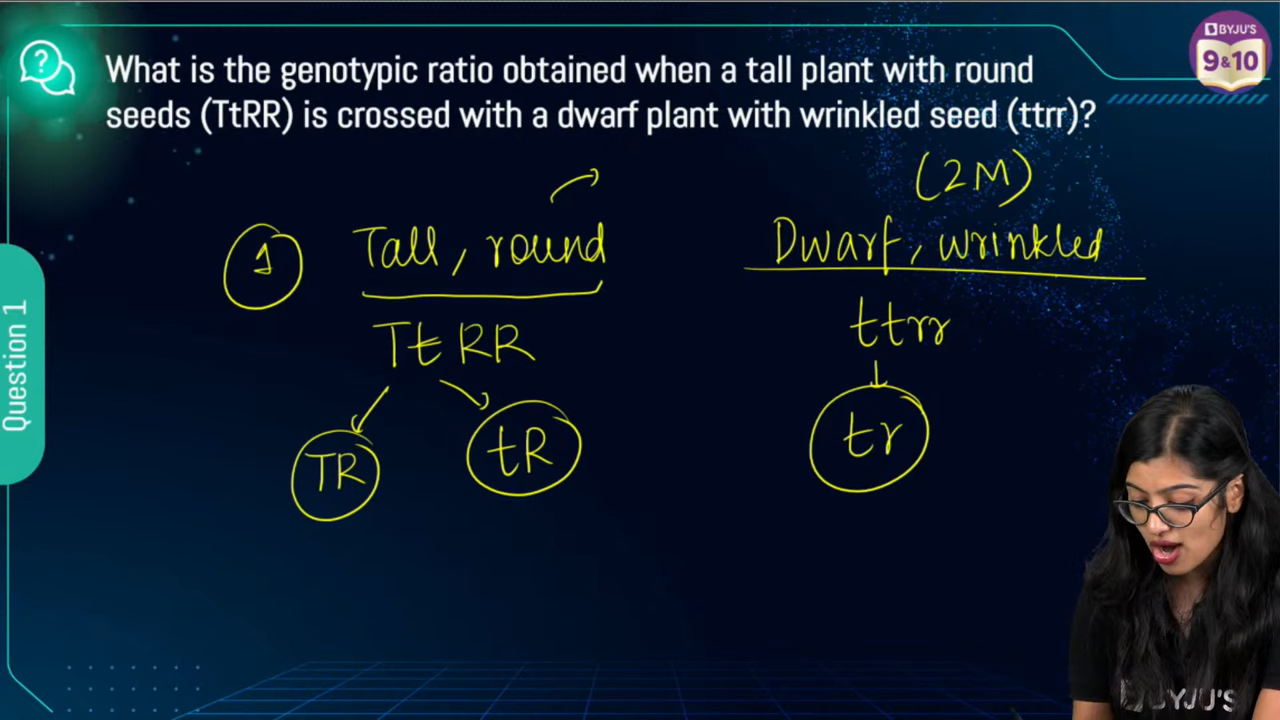 ?
BYJU'S
9&10
What is the genotypic ratio obtained when a tall plant with round
seeds (TtRR) is crossed with a dwarf plant with wrinkled seed (ttrr)?
Question 1
(2M)
1
Tall, round
Dwarf, wrinkled
TtRR
ttrr
TR
tR
tr
BYJU'S